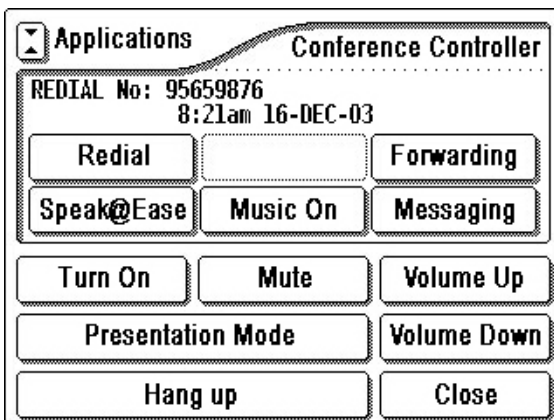 Applications
Conference Controller
REDIAL No: 95659876
8:21am 16-DEC-03
Redial
Forwarding
Speak@Ease
Music On
Messaging
Turn On
Mute
Volume Up
Presentation Mode
Volume Down
Hang up
Close